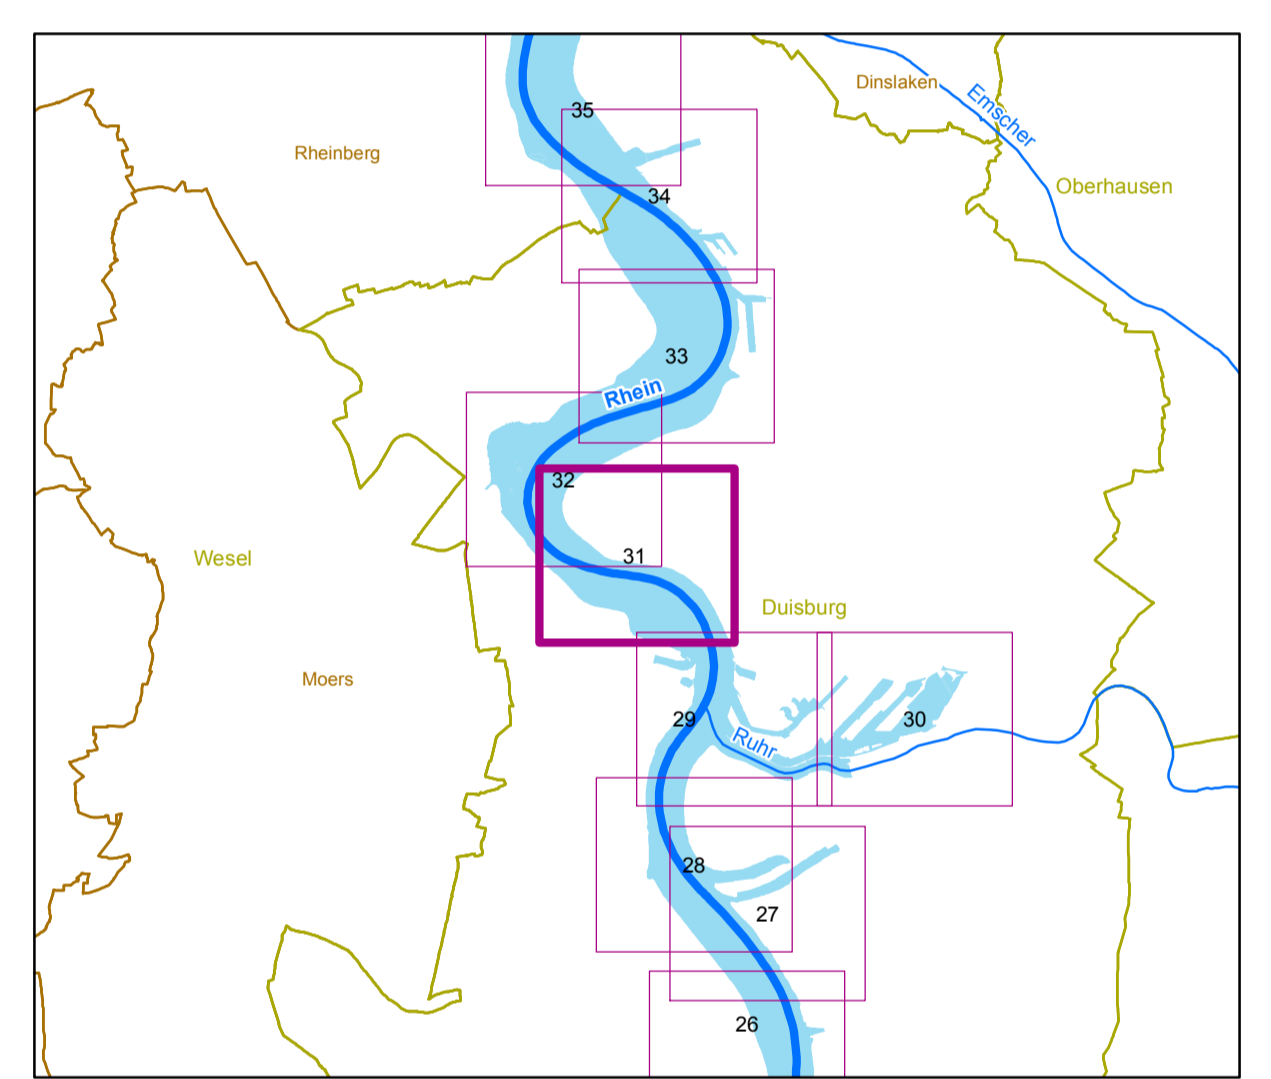 Dinslaken
Emscher
35
Rheinberg
Oberhausen
34
33
Rhein
32
31
Wesel
Duisburg
Moers
29
30
Ruhr
28
27
26